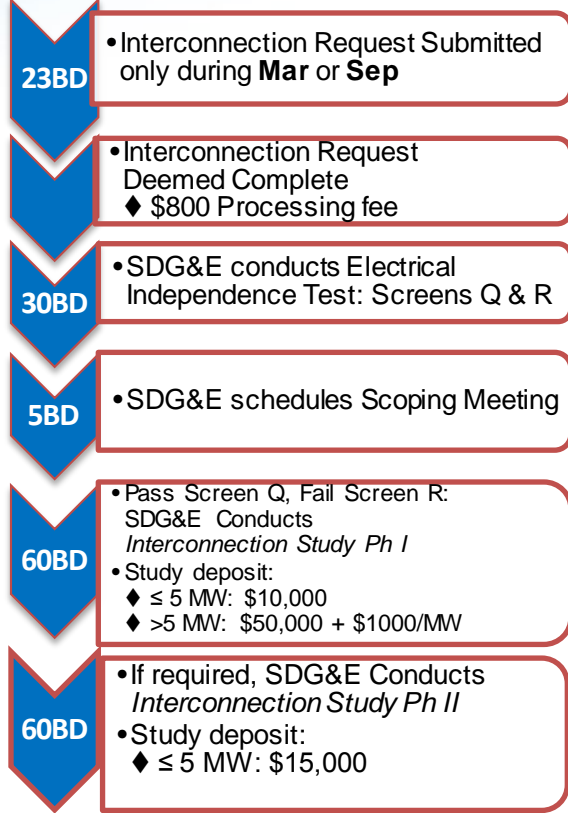 23BD
•Interconnection Request Submitted
only during Mar or Sep
•Interconnection Request
Deemed Complete
♦ $800 Processing fee
30BD
•SDG&E conducts Electrical
Independence Test: Screens Q & R
5BD
•SDG&E schedules Scoping Meeting
60BD
•Pass Screen Q, Fail Screen R:
SDG&E Conducts
Interconnection Study Ph I
•Study deposit:
♦ ≤ 5 MW: $10,000
♦ >5 MW: $50,000 + $1000/MW
60BD
•If required, SDG&E Conducts
Interconnection Study Ph II
•Study deposit:
♦ ≤ 5 MW: $15,000